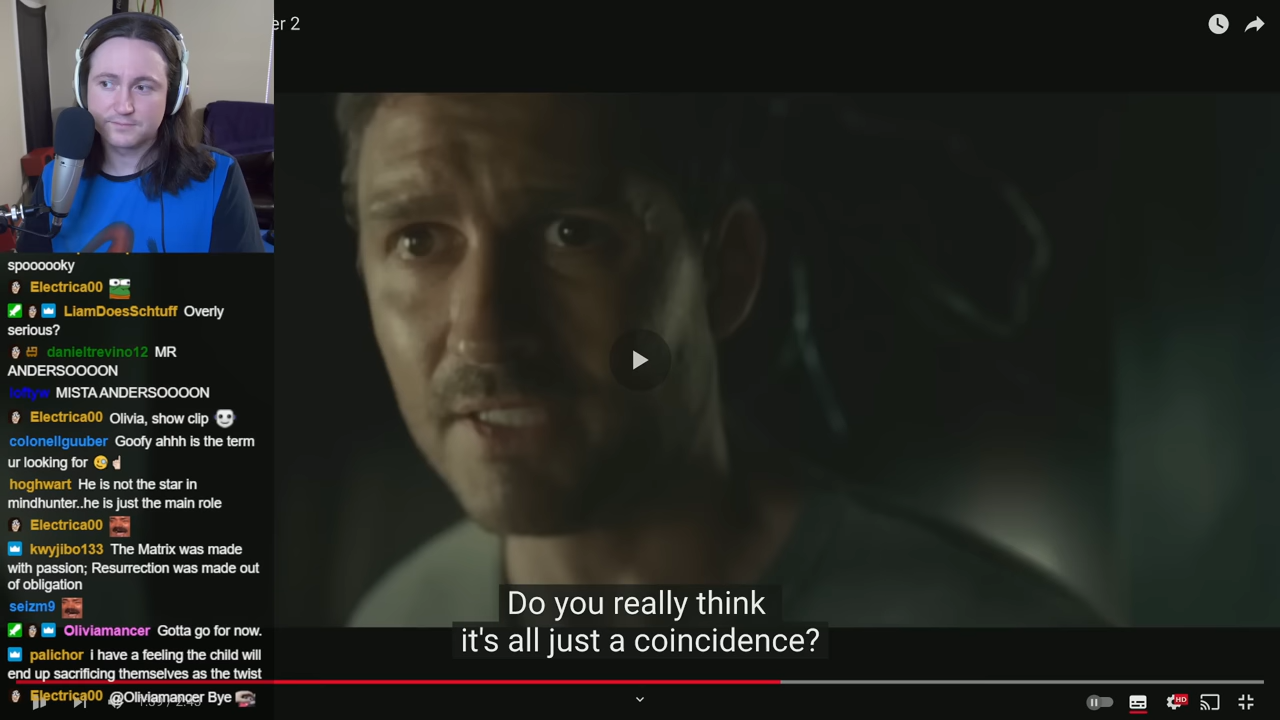 er 2
spoooooky
Electrica00
LiamDoesSchtuff Overly
serious?
danieltrevino12 MR
ANDERSOOOON
loftyw MISTA ANDERSOOOON
Electrica00 Olivia, show clip
colonellguuber Goofy ahhh is the term
ur looking for
hoghwart He is not the star in
mindhunter..he is just the main role
Electrica00
kwyjibo133 The Matrix was made
with passion; Resurrection was made out
of obligation
seizm9
Oliviamancer Gotta go for now.
palichor i have a feeling the child will
end up sacrificing themselves as the twist
Electrica00 @Oliviamancer Bye
Do you really think
it's all just a coincidence?
HD